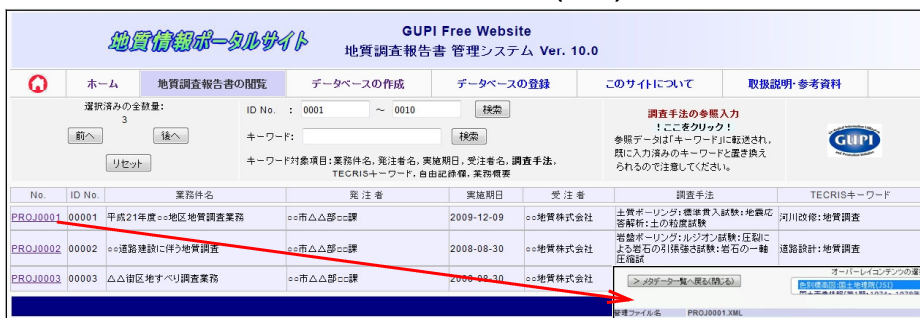 地質情報ポータルサイト
GUPI Free Website
地質調査報告書 管理システム Ver. 10.0
ホーム 地質調査報告書の閲覧 データベースの作成 データベースの登録 このサイトについて 取扱説明・参考資料
選択済みの全数量:
3
前へ 後へ
リセット
ID No. : 0001 ~ 0010 検索
キーワード: 検索
キーワード対象項目:業務件名, 発注者名, 実施期日, 受注者名, 調査手法,
TECRISキーワード, 自由記録欄, 業務概要
調査手法の参照入力
!ここをクリック!
参照データは「キーワード」に転送され,
既に入力済みのキーワードと置き換え
られるので注意してください。
GUPI
No. ID No. 業務件名 発注者 実施期日 受注者 調査手法 TECRISキーワード
PROJ0001 00001 平成21年度○○地区地質調査業務 ○○市△△部□□課 2009-12-09 ○○地質株式会社 土質ボーリング:標準貫入試験:地震応
答解析:土の粒度試験 河川改修:地質調査
PROJ0002 00002 ○○道路建設に伴う地質調査 ○○市△△部□□課 2008-08-30 ○○地質株式会社 岩盤ボーリング:ルジオン試験:圧裂に
よる岩石の引張強さ試験:岩石の一軸
圧縮試 道路設計:地質調査
PROJ0003 00003 △△街区地すべり調査業務 ○○市△△部□□課 2008-08-30 ○○地質株式会社
> メタデータ一覧へ戻る(閉じる)
オーバーレイコンテンツの選
色別標高図:国土地理院(JSI)
管理ファイル名 PROJ0001.XML